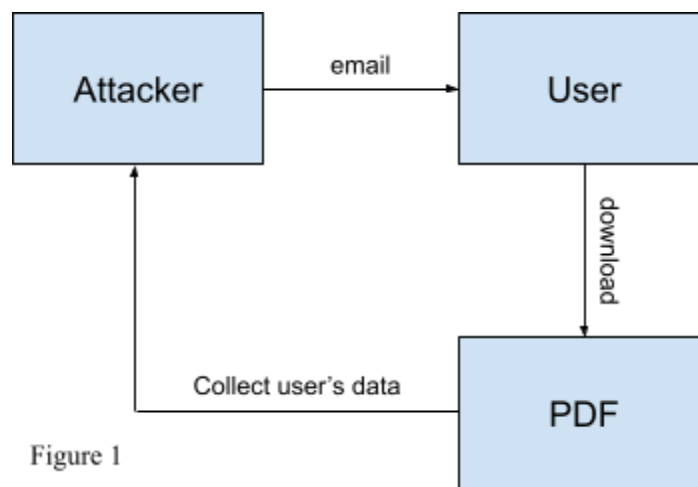 Attacker
email
User
download
Collect user's data
PDF
Figure 1